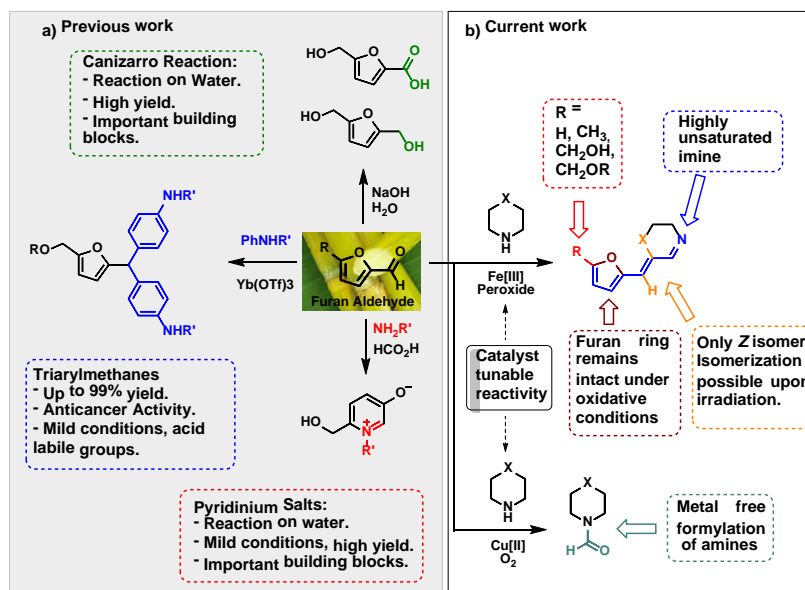 a) Previous work
Canizarro Reaction:
- Reaction on Water.
- High yield.
- Important building
blocks.
HO
O
O
OH
HO
O
OH
NaOH
H₂O
NHR'
RO
O
NHR'
PhNHR'
Yb(OTf)3
R
O
O
Furan Aldehyde
NH₂R'
HCO₂H
Triarylmethanes
- Up to 99% yield.
- Anticancer Activity.
- Mild conditions, acid
labile groups.
O⁻
HO
N⁺
R'
Pyridinium Salts:
- Reaction on water.
- Mild conditions, high yield.
- Important building blocks.
b) Current work
R =
H, CH₃,
CH₂OH,
CH₂OR
Highly
unsaturated
imine
X
N
H
Fe[III]
Peroxide
R
O
X
N
H
Catalyst
tunable
reactivity
Furan ring
remains
intact under
oxidative
conditions
Only Z isomer
Isomerization
possible upon
irradiation.
X
N
H
Cu[II]
O₂
X
N
H
O
Metal free
formylation
of amines